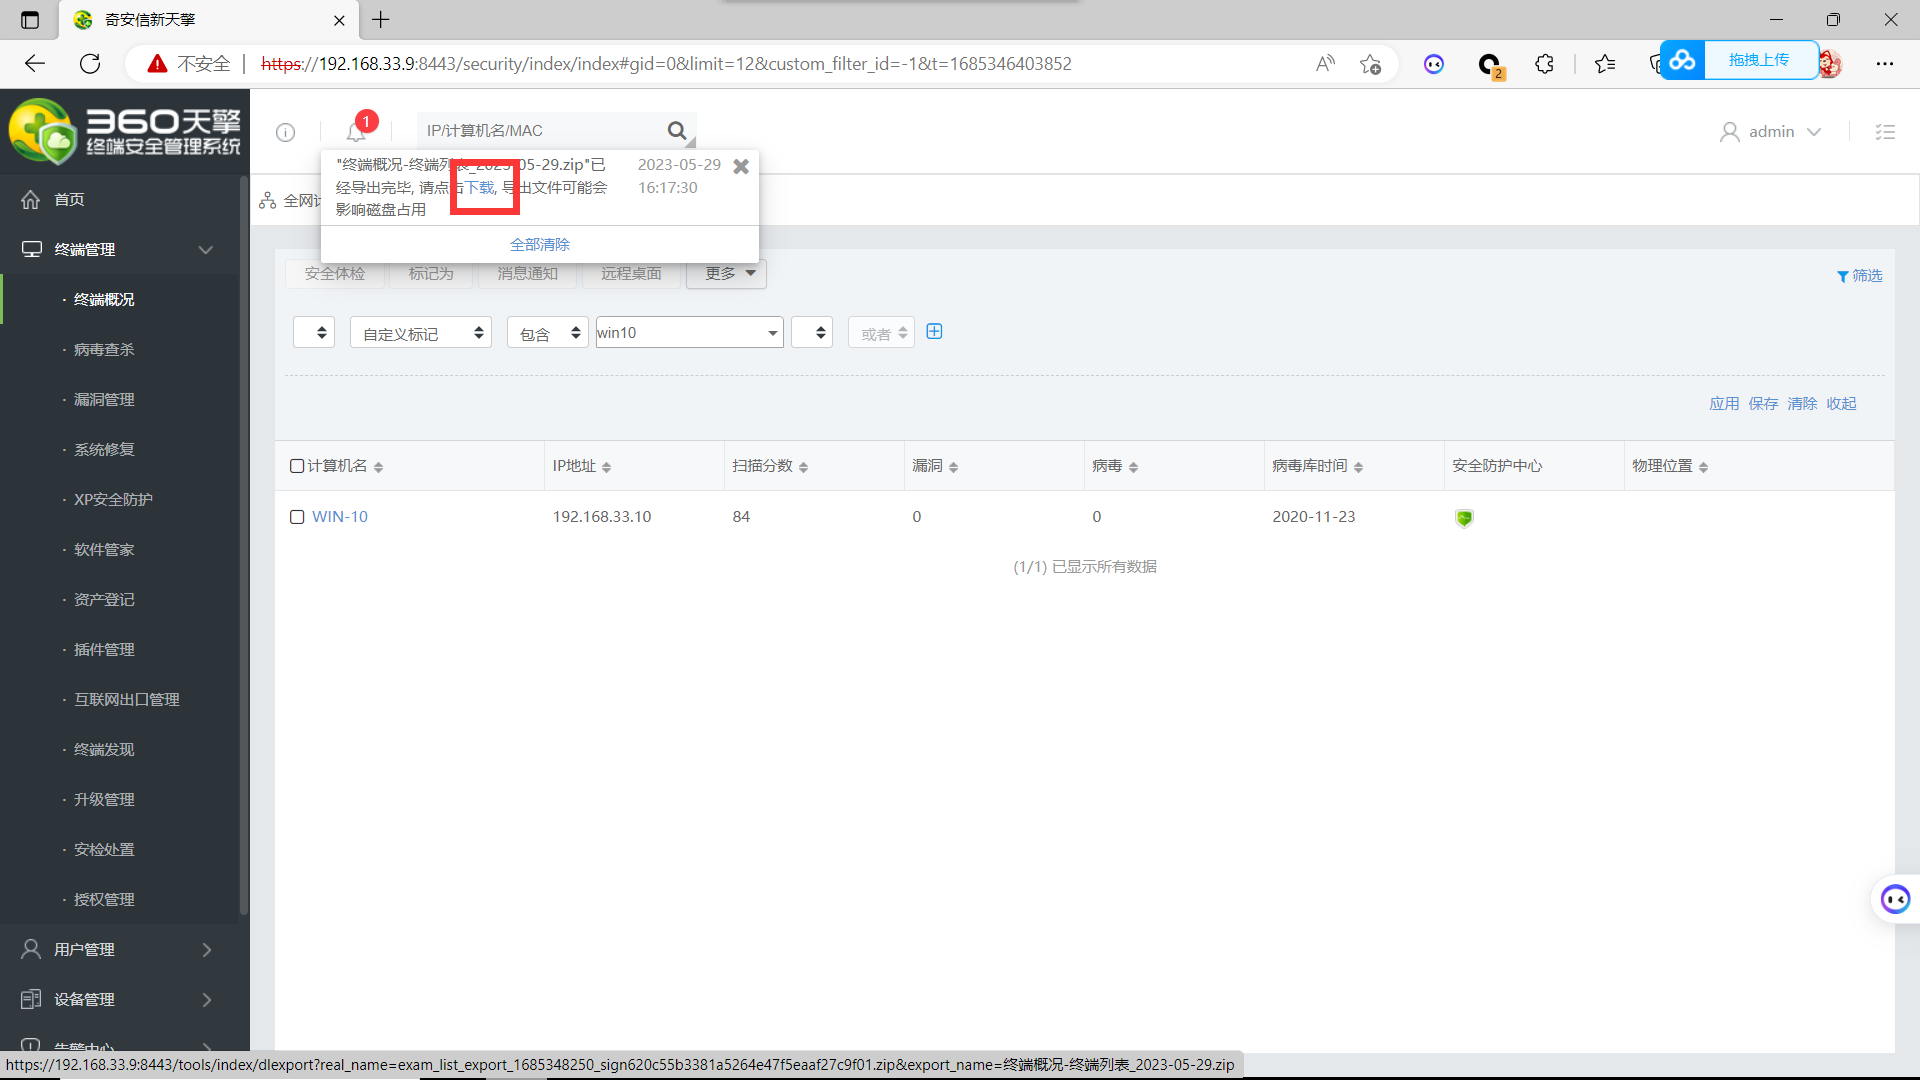 奇安信新天擎
不安全 https://192.168.33.9:8443/security/index/index#gid=0&limit=12&custom_filter_id=-1&t=1685346403852
2
拖拽上传
360天擎
终端安全管理系统
1
IP/计算机名/MAC
admin
"终端概况-终端列表_2023-05-29.zip"已
经导出完毕, 请点击下载, 导出文件可能会
影响磁盘占用
2023-05-29
16:17:30
全部清除
首页
终端管理
· 终端概况
· 病毒查杀
· 漏洞管理
· 系统修复
· XP安全防护
· 软件管家
· 资产登记
· 插件管理
· 互联网出口管理
· 终端发现
· 升级管理
· 安检处置
· 授权管理
用户管理
设备管理
告警中心
全网计
安全体检 标记为 消息通知 远程桌面 更多
筛选
自定义标记 包含 win10 或者
应用 保存 清除 收起
计算机名 IP地址 扫描分数 漏洞 病毒 病毒库时间 安全防护中心 物理位置
WIN-10 192.168.33.10 84 0 0 2020-11-23
(1/1) 已显示所有数据
https://192.168.33.9:8443/tools/index/dlexport?real_name=exam_list_export_1685348250_sign620c55b3381a5264e47f5eaaf27c9f01.zip&export_name=终端概况-终端列表_2023-05-29.zip